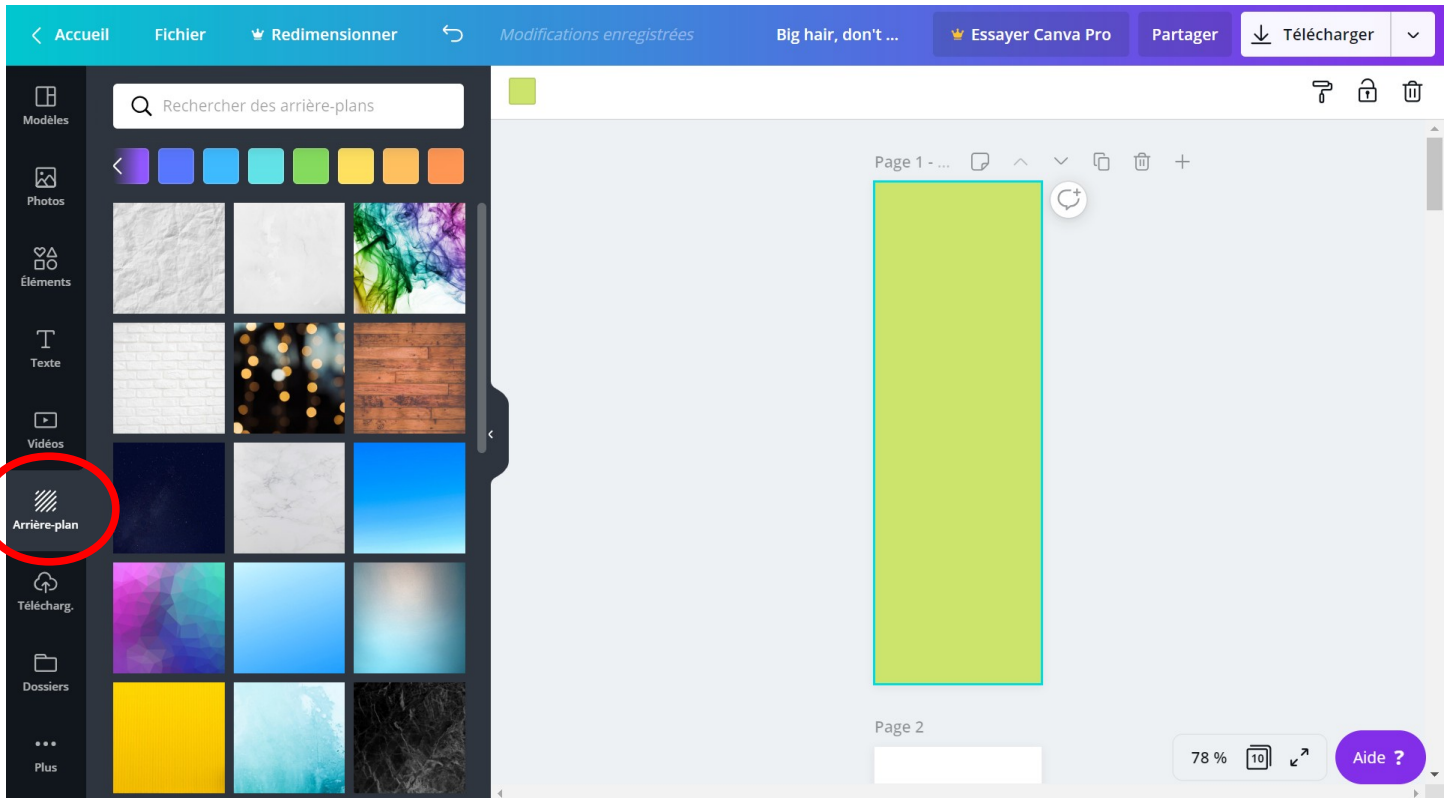 Accueil Fichier Redimensionner Modifications enregistrées Big hair, don't ... Essayer Canva Pro Partager Télécharger
Modèles
Photos
Éléments
Texte
Vidéos
Arrière-plan
Télécharg.
Dossiers
Plus
Rechercher des arrière-plans
Page 1 - ...
Page 2
78 % 10 Aide ?